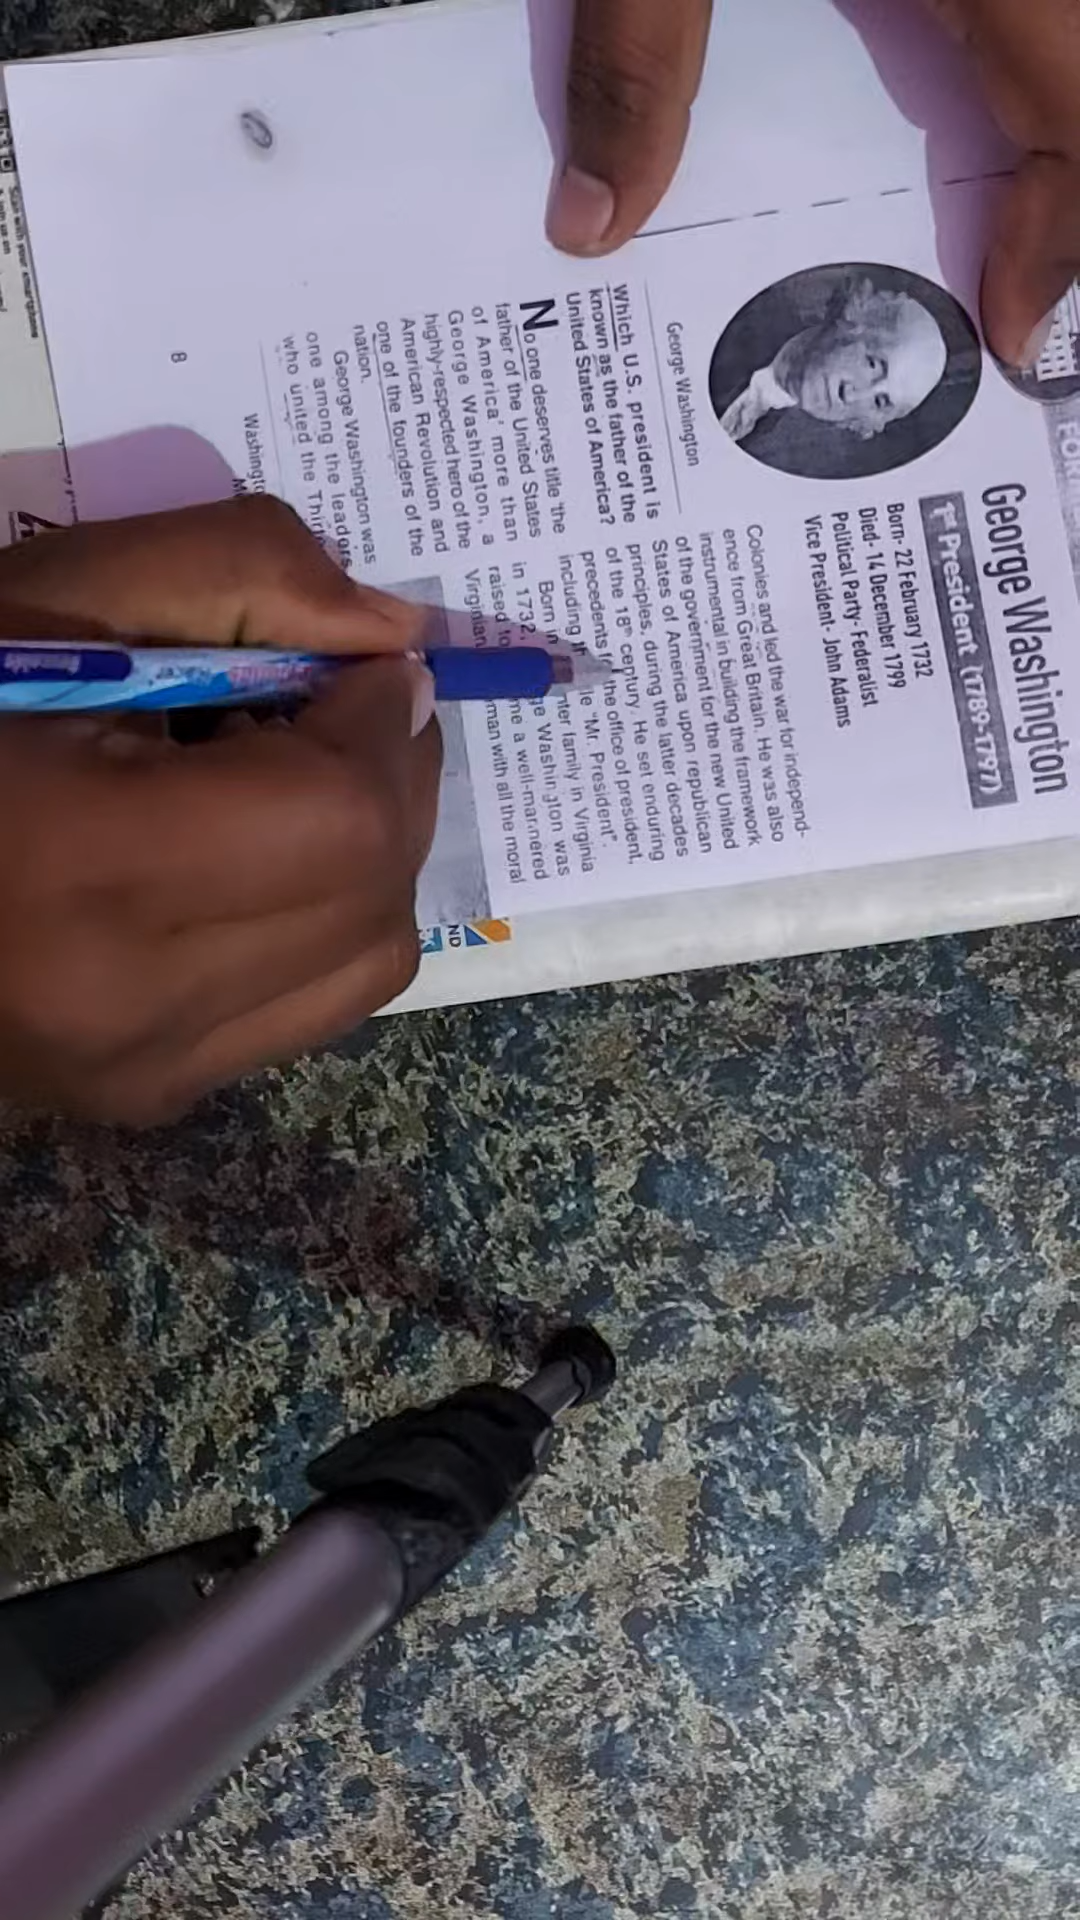 George Washington
1st President (1789-1797)
Born- 22 February 1732
Died- 14 December 1799
Political Party- Federalist
Vice President- John Adams
George Washington
Which U.S. president is
known as the father of the
United States of America?
No one deserves title 'the
father of the United States
of America' more than
George Washington, a
highly-respected hero of the
American Revolution and
one of the founders of the
nation.
George Washington was
one among the leaders
who united the
Colonies and led the war for independ-
ence from Great Britain. He was also
instrumental in building the framework
of the government for the new United
States of America upon republican
principles, during the latter decades
of the 18th century. He set enduring
precedents the office of president,
including "Mr. President".
Born in family in Virginia
in 1732, Washington was
raised a well-mannered
with all the moral
8
FOR
ND
Scan with your smartphone